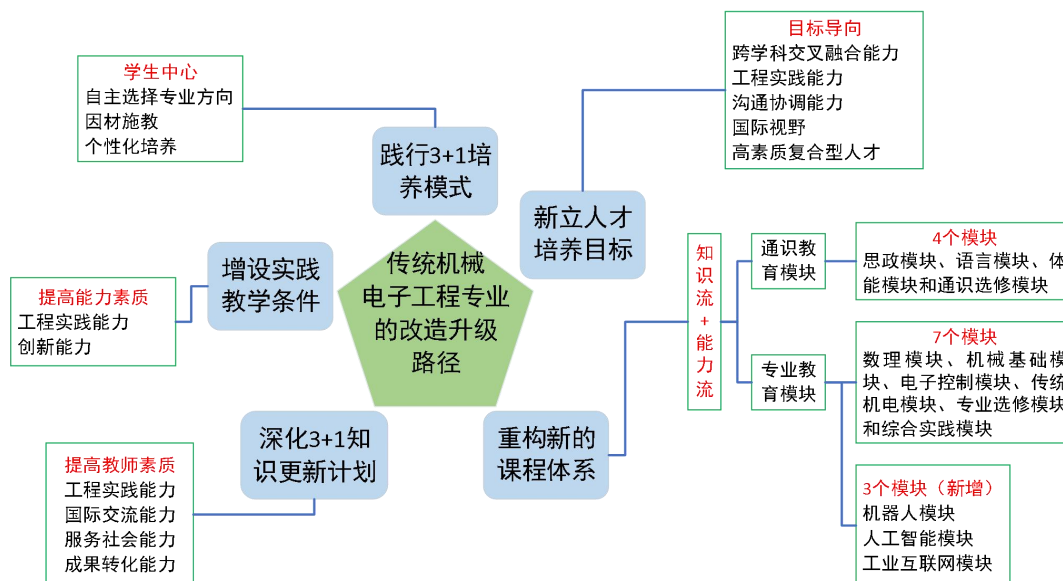 目标导向
跨学科交叉融合能力
工程实践能力
沟通协调能力
国际视野
高素质复合型人才
学生中心
自主选择专业方向
因材施教
个性化培养
践行3+1培
养模式
新立人才
培养目标
增设实践
教学条件
提高能力素质
工程实践能力
创新能力
传统机械
电子工程专业
的改造升级
路径
知识流+能力流
通识教
育模块
4个模块
思政模块、语言模块、体
能模块和通识选修模块
专业教
育模块
7个模块
数理模块、机械基础模
块、电子控制模块、传统
机电模块、专业选修模块
和综合实践模块
3个模块（新增）
机器人模块
人工智能模块
工业互联网模块
深化3+1知
识更新计划
重构新的
课程体系
提高教师素质
工程实践能力
国际交流能力
服务社会能力
成果转化能力